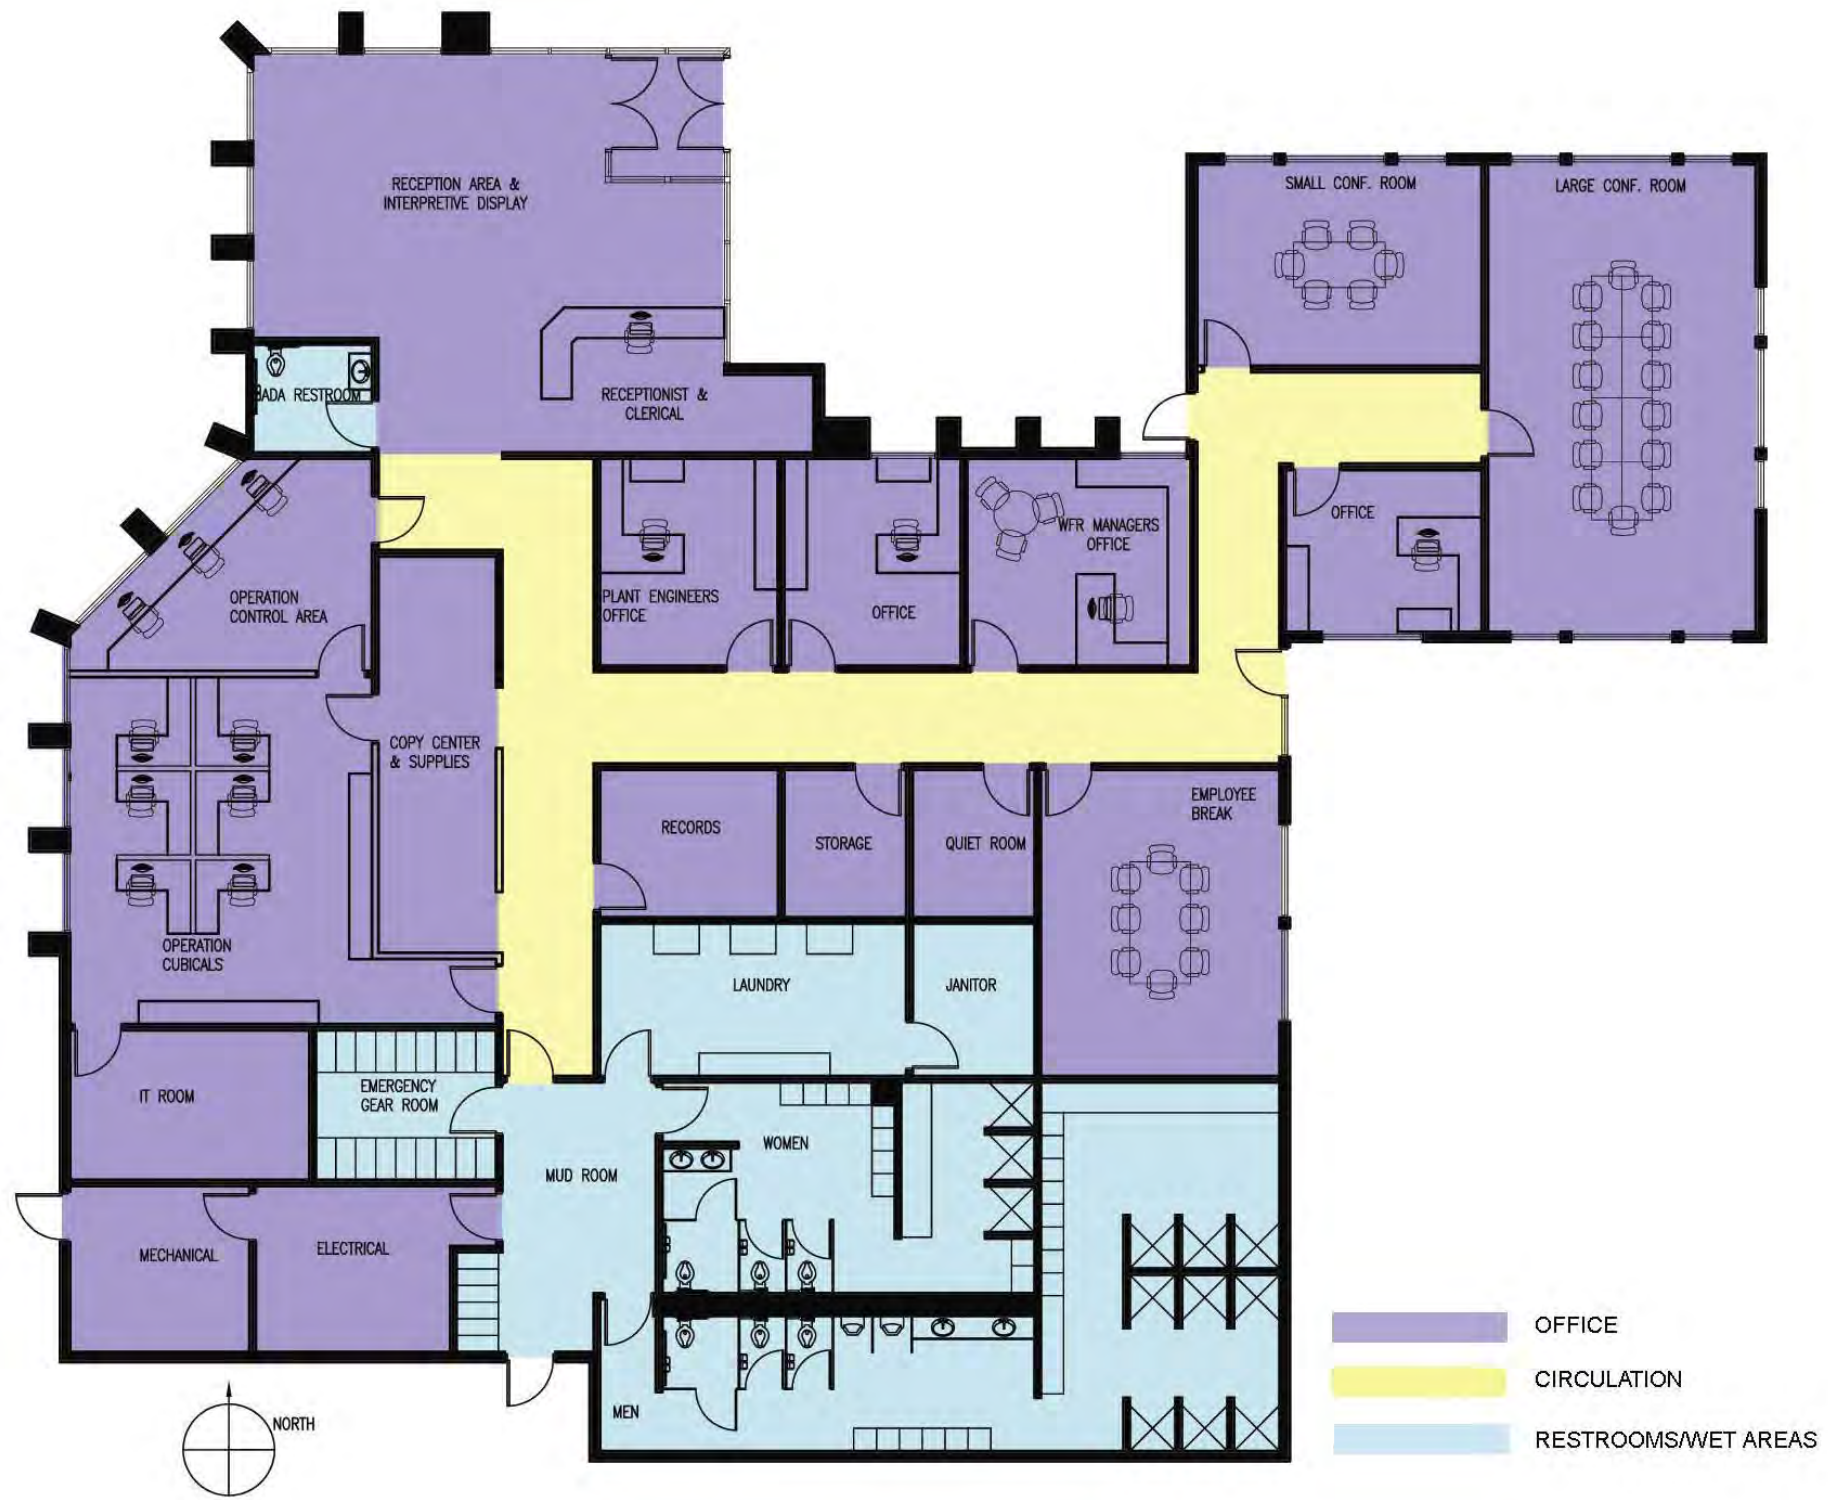 RECEPTION AREA &
INTERPRETIVE DISPLAY
SMALL CONF. ROOM
LARGE CONF. ROOM
ADA RESTROOM
RECEPTIONIST &
CLERICAL
OPERATION
CONTROL AREA
PLANT ENGINEERS
OFFICE
OFFICE
WFR MANAGERS
OFFICE
OFFICE
COPY CENTER
& SUPPLIES
RECORDS
STORAGE
QUIET ROOM
EMPLOYEE
BREAK
OPERATION
CUBICALS
LAUNDRY
JANITOR
IT ROOM
EMERGENCY
GEAR ROOM
MUD ROOM
WOMEN
MECHANICAL
ELECTRICAL
MEN
NORTH
OFFICE
CIRCULATION
RESTROOMS/WET AREAS